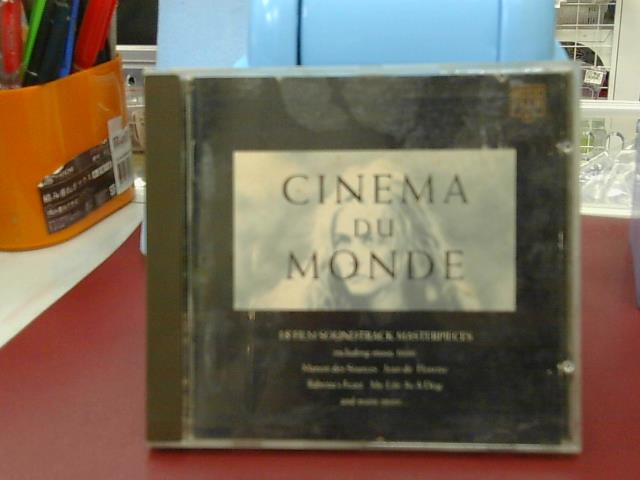 CINEMA
DU
MONDE
18 FILM SOUNDTRACK MASTERPIECES
including music from
Manon des Sources Jean de Florette
Babette's Feast My Life As A Dog
and many more